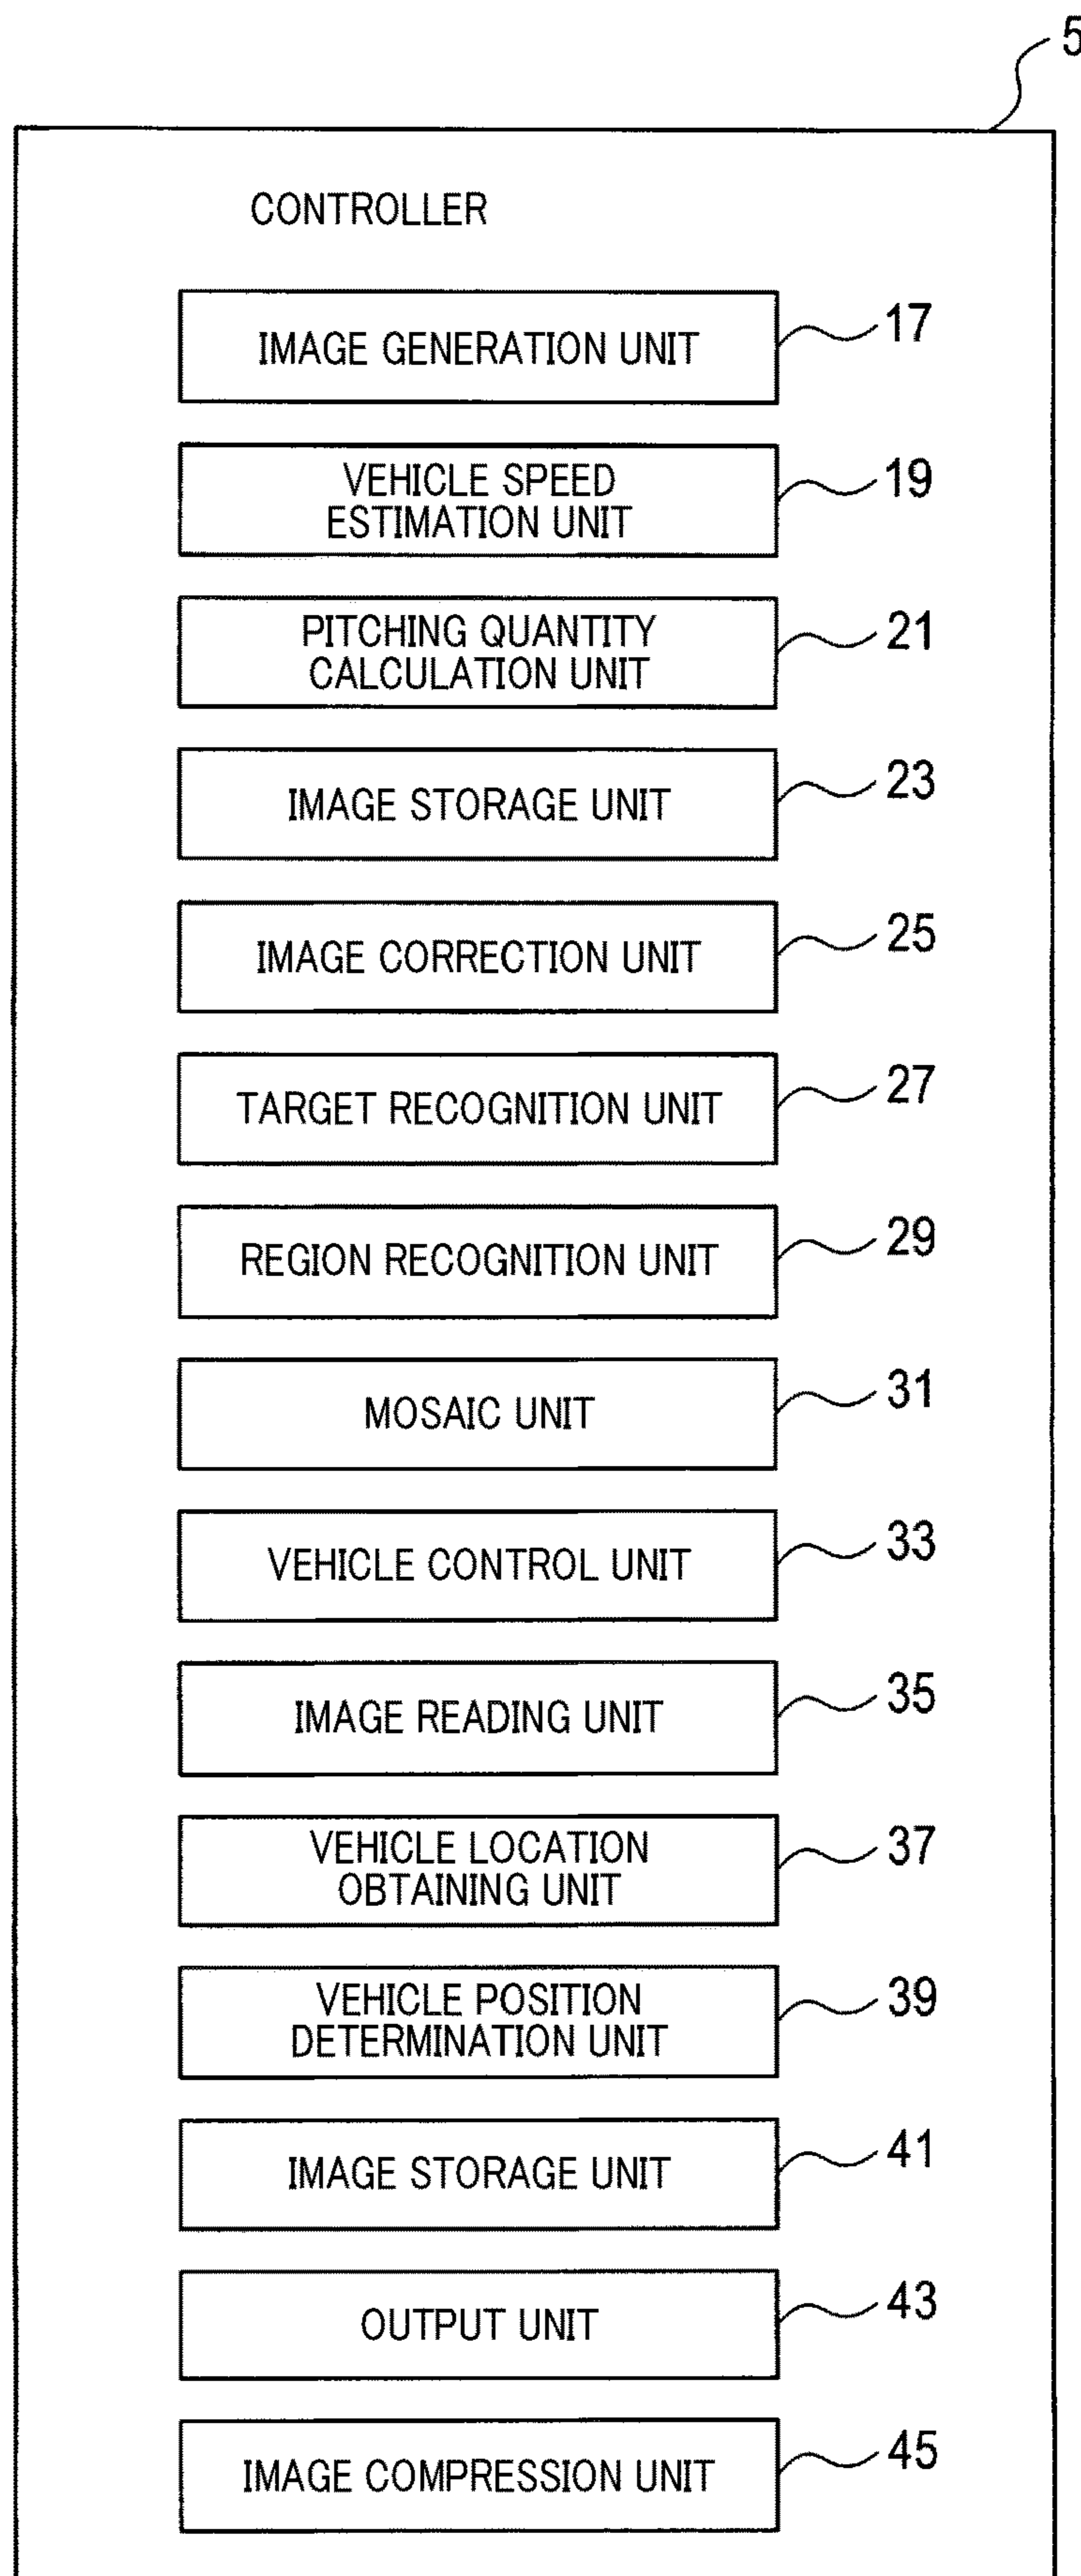 5
CONTROLLER
IMAGE GENERATION UNIT
17
VEHICLE SPEED
ESTIMATION UNIT
19
PITCHING QUANTITY
CALCULATION UNIT
21
IMAGE STORAGE UNIT
23
IMAGE CORRECTION UNIT
25
TARGET RECOGNITION UNIT
27
REGION RECOGNITION UNIT
29
MOSAIC UNIT
31
VEHICLE CONTROL UNIT
33
IMAGE READING UNIT
35
VEHICLE LOCATION
OBTAINING UNIT
37
VEHICLE POSITION
DETERMINATION UNIT
39
IMAGE STORAGE UNIT
41
OUTPUT UNIT
43
IMAGE COMPRESSION UNIT
45